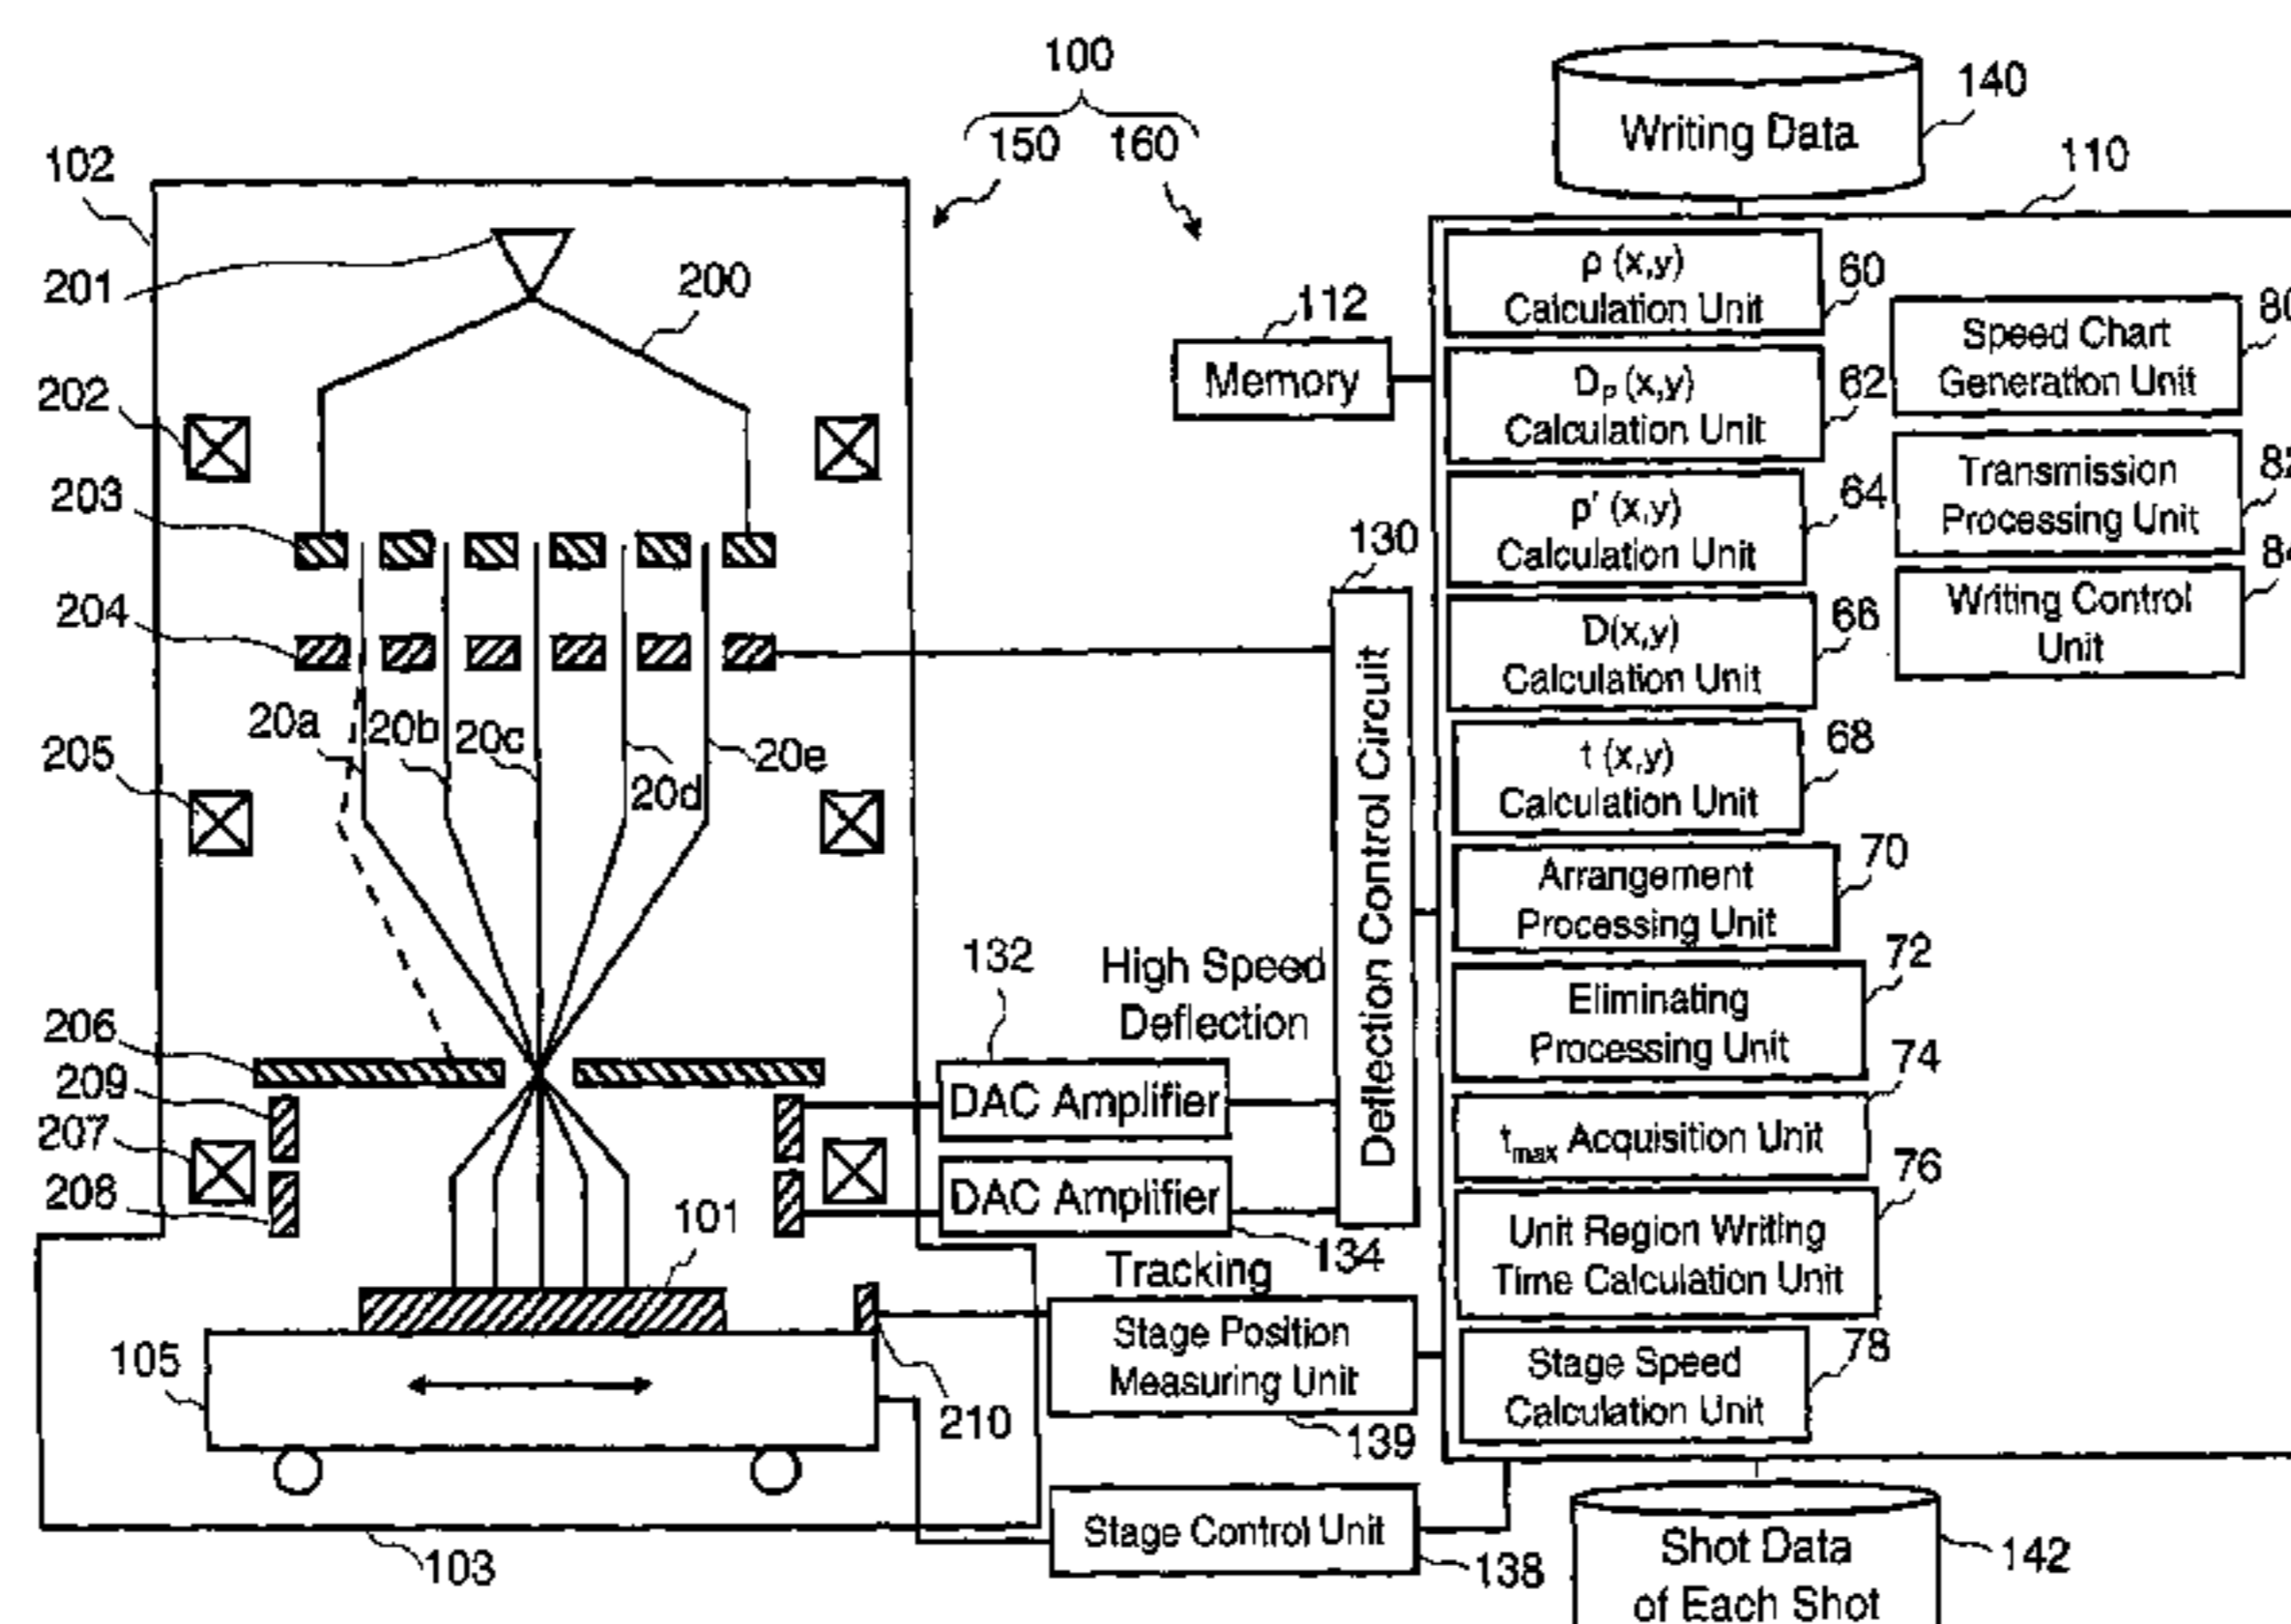 100
150 160
102
201
200
202
203
204
20a
20b
20c
20d
20e
205
206
209
207
208
101
105
210
103
Writing Data
140
110
112
Memory
130
Deflection Control Circuit
132
High Speed
Deflection
DAC Amplifier
DAC Amplifier
134
Tracking
Stage Position
Measuring Unit
139
Stage Control Unit
138
ρ (x,y)
Calculation Unit
60
Dₚ (x,y)
Calculation Unit
62
ρ' (x,y)
Calculation Unit
64
D(x,y)
Calculation Unit
66
t (x,y)
Calculation Unit
68
Arrangement
Processing Unit
70
Eliminating
Processing Unit
72
tmax Acquisition Unit
74
Unit Region Writing
Time Calculation Unit
76
Stage Speed
Calculation Unit
78
Speed Chart
Generation Unit
Transmission
Processing Unit
Writing Control
Unit
Shot Data
of Each Shot
142